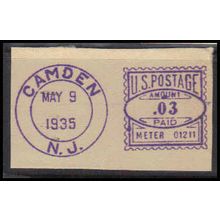 CAMDEN
MAY 9
1935
N.J.
U.S.POSTAGE
AMOUNT
.03
PAID
METER 01211